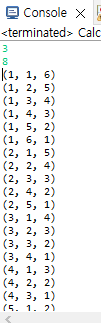 Console
<terminated> Calc
3
8
(1, 1, 6)
(1, 2, 5)
(1, 3, 4)
(1, 4, 3)
(1, 5, 2)
(1, 6, 1)
(2, 1, 5)
(2, 2, 4)
(2, 3, 3)
(2, 4, 2)
(2, 5, 1)
(3, 1, 4)
(3, 2, 3)
(3, 3, 2)
(3, 4, 1)
(4, 1, 3)
(4, 2, 2)
(4, 3, 1)
(5, 1, 2)